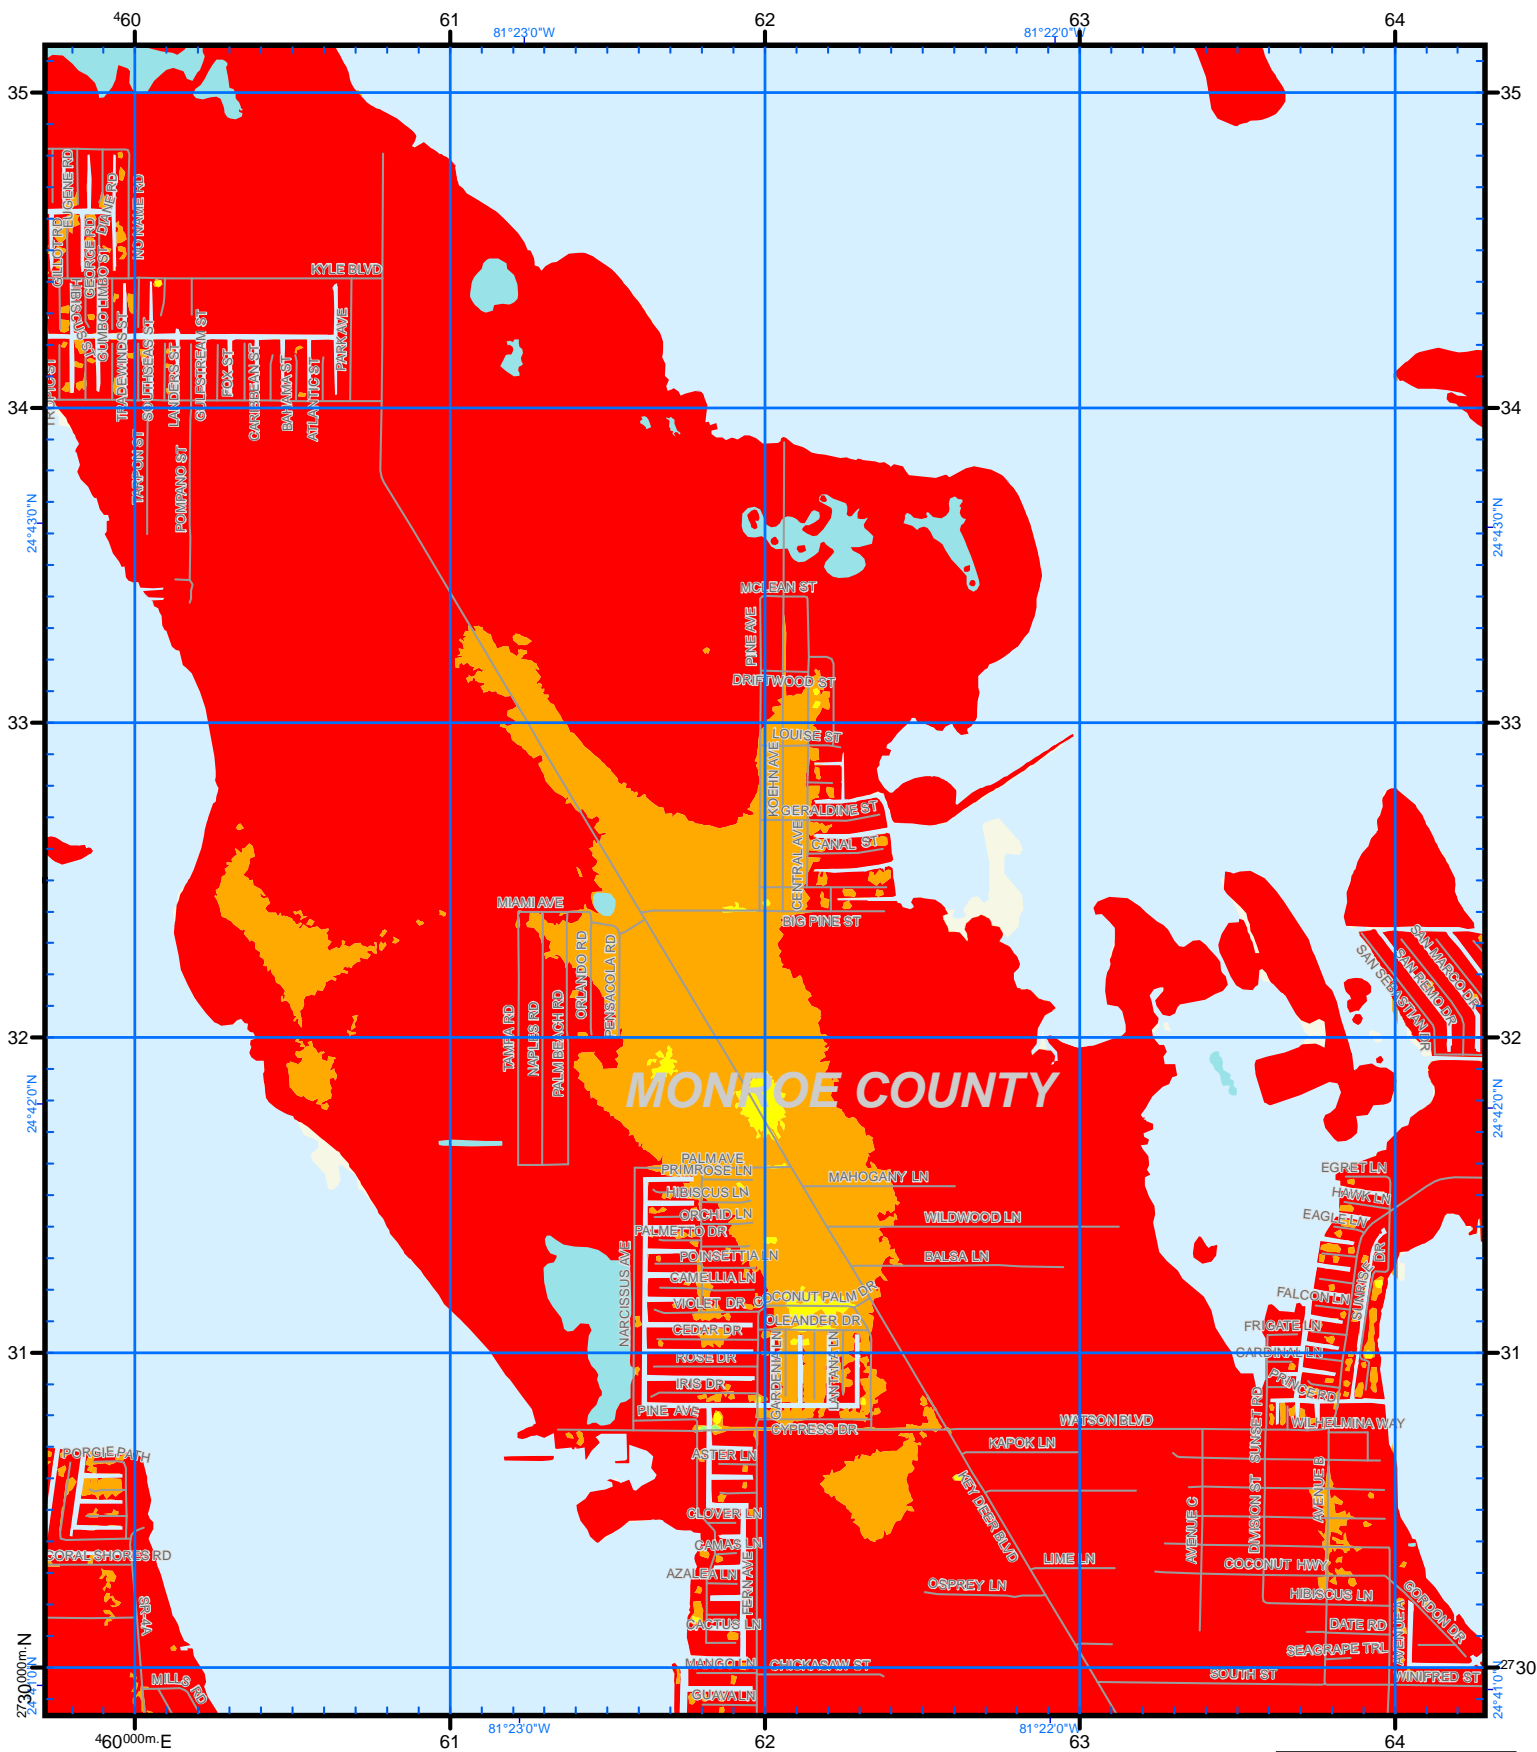 460
61
62
63
64
81°23'0"W
81°22'0"W
35
35
EUGENE RD
DIANE RD
NO NAME RD
GILLOT RD
GEORGE RD
GUMBO LIMBO ST
HIBISCUS ST
KYLE BLVD
TRADEWINDS ST
SOUTHSEAS ST
LANDERS ST
GULFSTREAM ST
FOX ST
CARIBBEAN ST
BAHAMA ST
ATLANTIC ST
PARK AVE
34
34
TARPON ST
POMPANO ST
24°43'0"N
24°43'0"N
MCLEAN ST
PINE AVE
DRIFTWOOD ST
33
33
LOUISE ST
KOEHN AVE
GERALDINE ST
CANAL ST
CENTRAL AVE
MIAMI AVE
BIG PINE ST
ORLANDO RD
PENSACOLA RD
SAN MARCO DR
SAN REMO DR
SAN SEBASTIAN DR
TAMPA RD
NAPLES RD
PALM BEACH RD
32
32
MONROE COUNTY
24°42'0"N
24°42'0"N
PALM AVE
PRIMROSE LN
MAHOGANY LN
EGRET LN
HIBISCUS LN
HAWK LN
ORCHID LN
WILDWOOD LN
EAGLE LN
PALMETTO DR
NARCISSUS AVE
POINSETTIA LN
BALSA LN
SUNRISE DR
CAMELLIA LN
COCONUT PALM DR
FALCON LN
VIOLET DR
OLEANDER DR
FRIGATE LN
CEDAR DR
31
31
GARDENIA LN
LANTANA LN
CARDINAL LN
ROSE DR
IRIS DR
PRINCE RD
PINE AVE
WATSON BLVD
SUNSET RD
WILHELMINA WAY
CYPRESS DR
PORGIE PATH
ASTER LN
KAPOK LN
KEY DEER BLVD
AVENUE C
DIVISION ST
AVENUE B
CLOVER LN
CAMAS LN
CORAL SHORES RD
LIME LN
COCONUT HWY
AZALEA LN
FERN AVE
OSPREY LN
HIBISCUS LN
GORDON DR
SR-4A
CACTUS LN
DATE RD
AVENUE A
SEAGRAPE TRL
MANGO LN
CHICKASAW ST
SOUTH ST
WINIFRED ST
2730
2730000m. N
24°41'0"N
24°41'0"N
MILLS RD
GUAVA LN
81°23'0"W
81°22'0"W
460000m. E
61
62
63
64